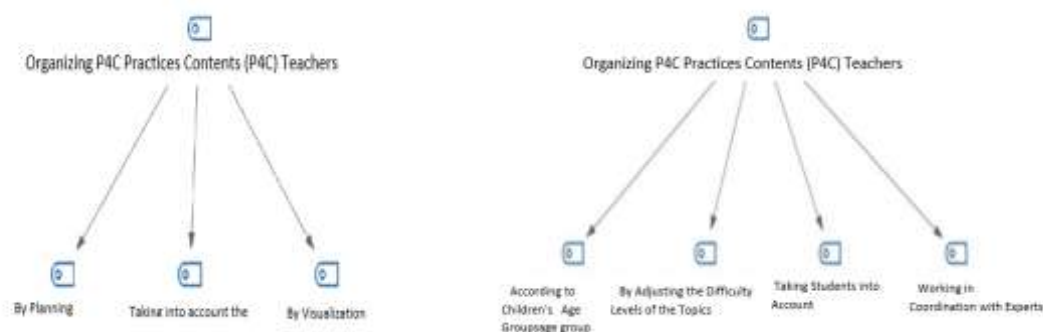 Organizing P4C Practices Contents (P4C) Teachers
By Planning
Taking into account the
By Visualization
Organizing P4C Practices Contents (P4C) Teachers
According to
Children's Age
Groupsage group
By Adjusting the Difficulty
Levels of the Topics
Taking Students into
Account
Working in
Coordination with Experts